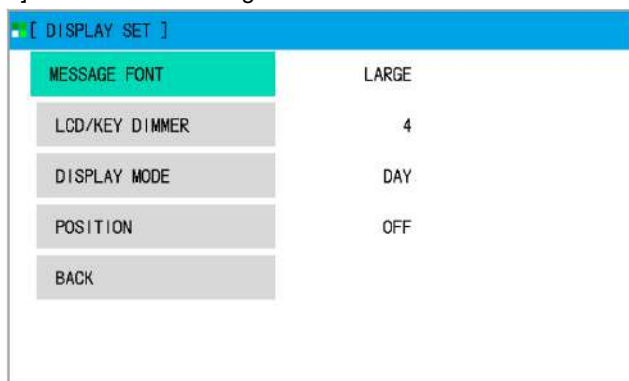 [ DISPLAY SET ]
MESSAGE FONT LARGE
LCD/KEY DIMMER 4
DISPLAY MODE DAY
POSITION OFF
BACK